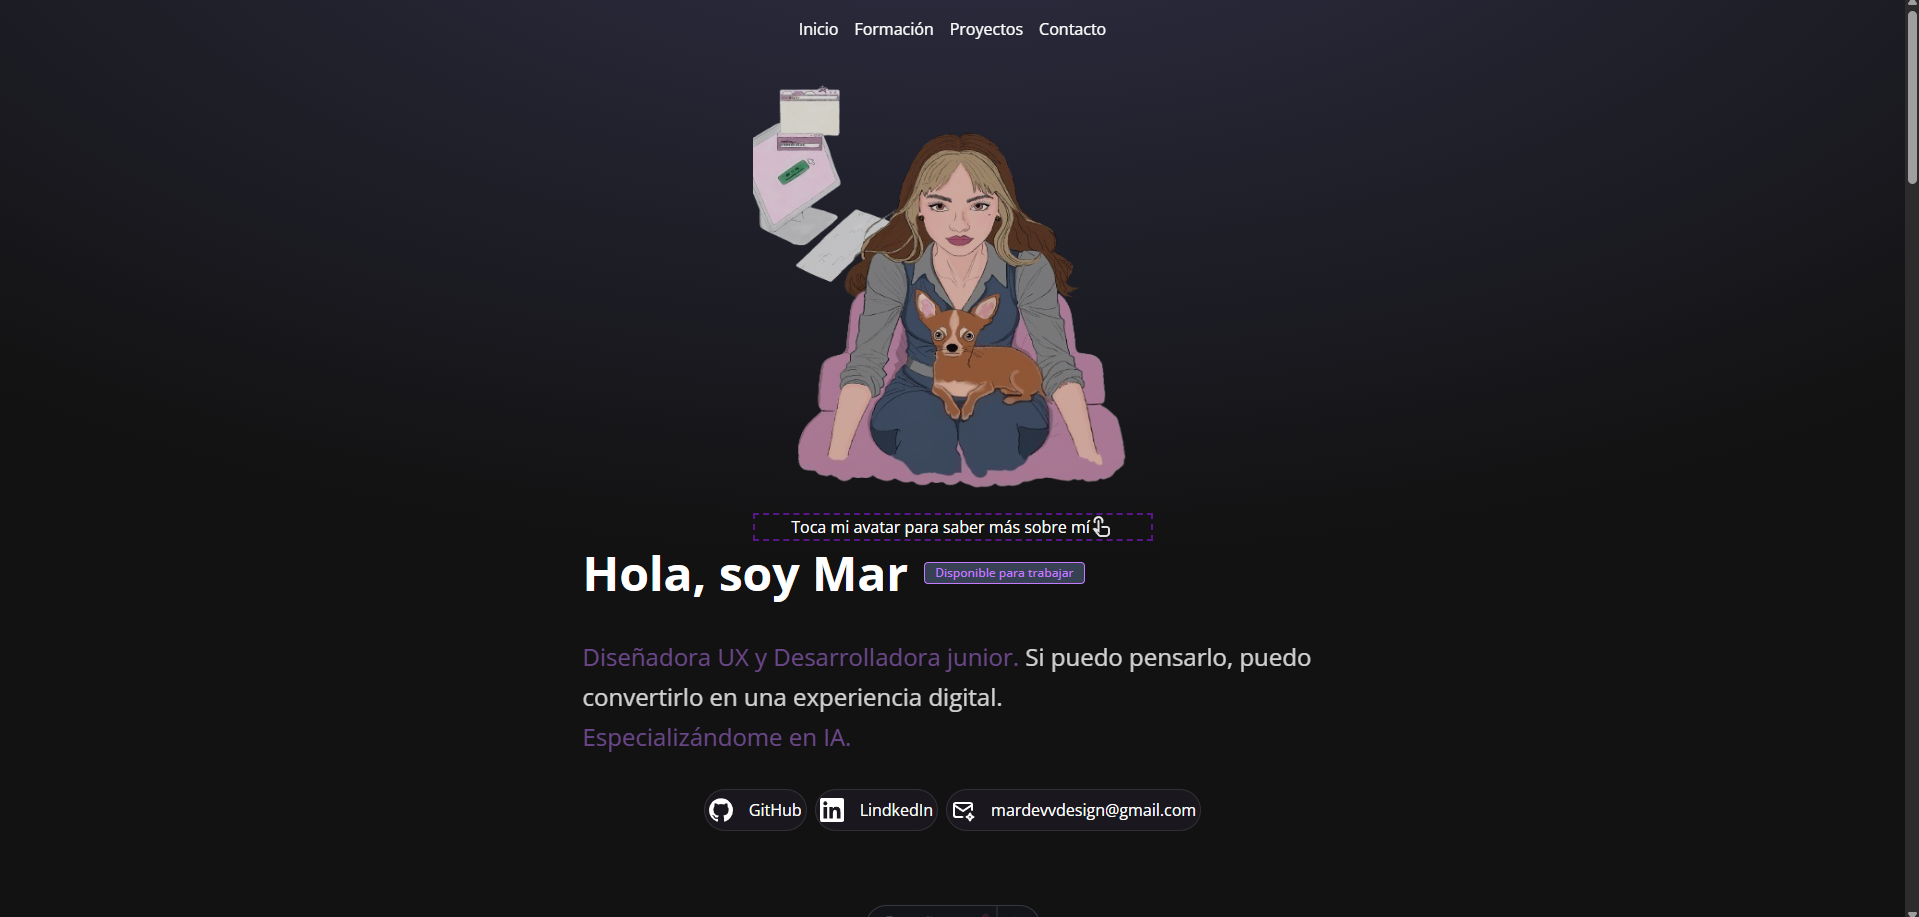 Inicio Formación Proyectos Contacto
Toca mi avatar para saber más sobre mí
Hola, soy Mar Disponible para trabajar
Diseñadora UX y Desarrolladora junior. Si puedo pensarlo, puedo
convertirlo en una experiencia digital.
Especializándome en IA.
GitHub LindkedIn mardevvdesign@gmail.com